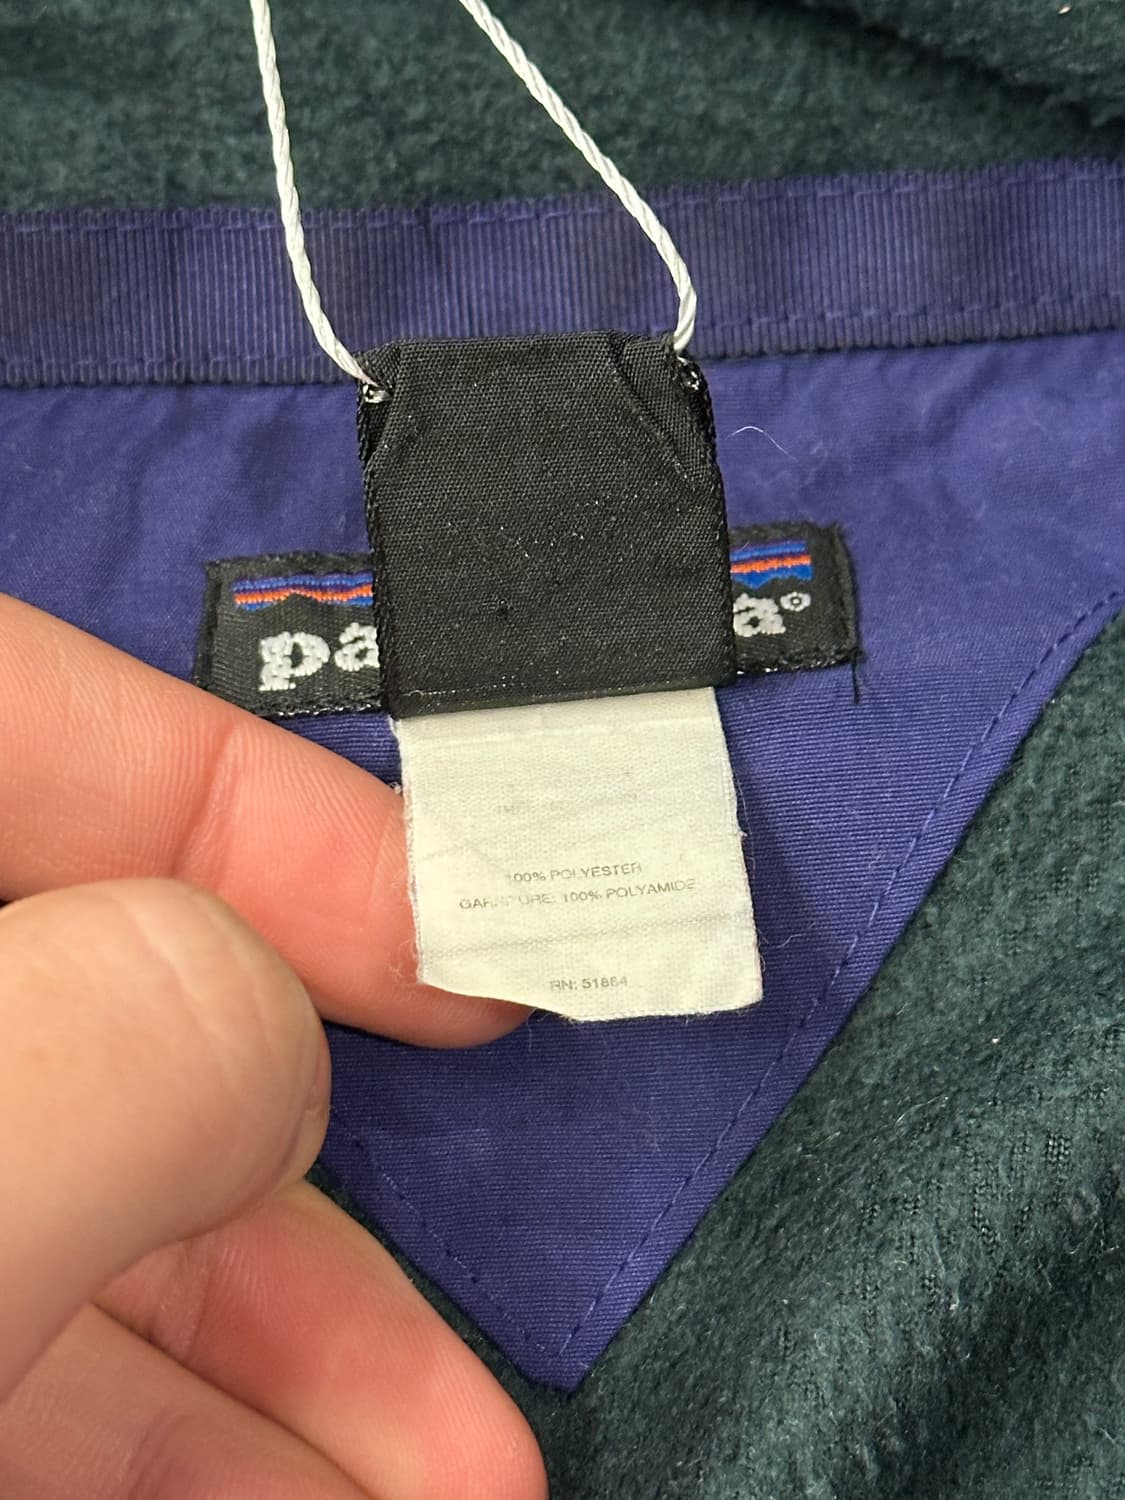 pa a®
100% POLYESTER
GARNITURE: 100% POLYAMIDE
RN: 51884